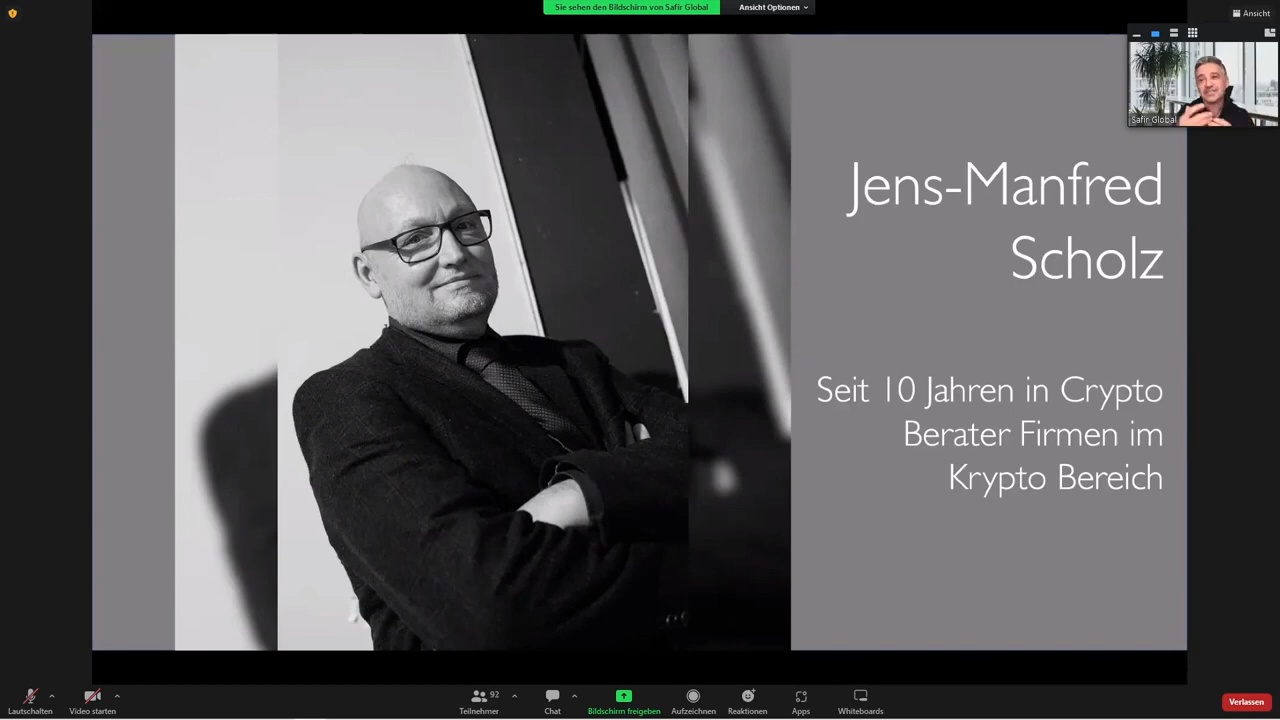 Sie sehen den Bildschirm von Safir Global
Ansicht Optionen
Ansicht
Safir Global
Jens-Manfred
Scholz
Seit 10 Jahren in Crypto
Berater Firmen im
Krypto Bereich
Lautschalten
Video starten
92
Teilnehmer
Chat
Bildschirm freigeben
Aufzeichnen
Reaktionen
Apps
Whiteboards
Verlassen